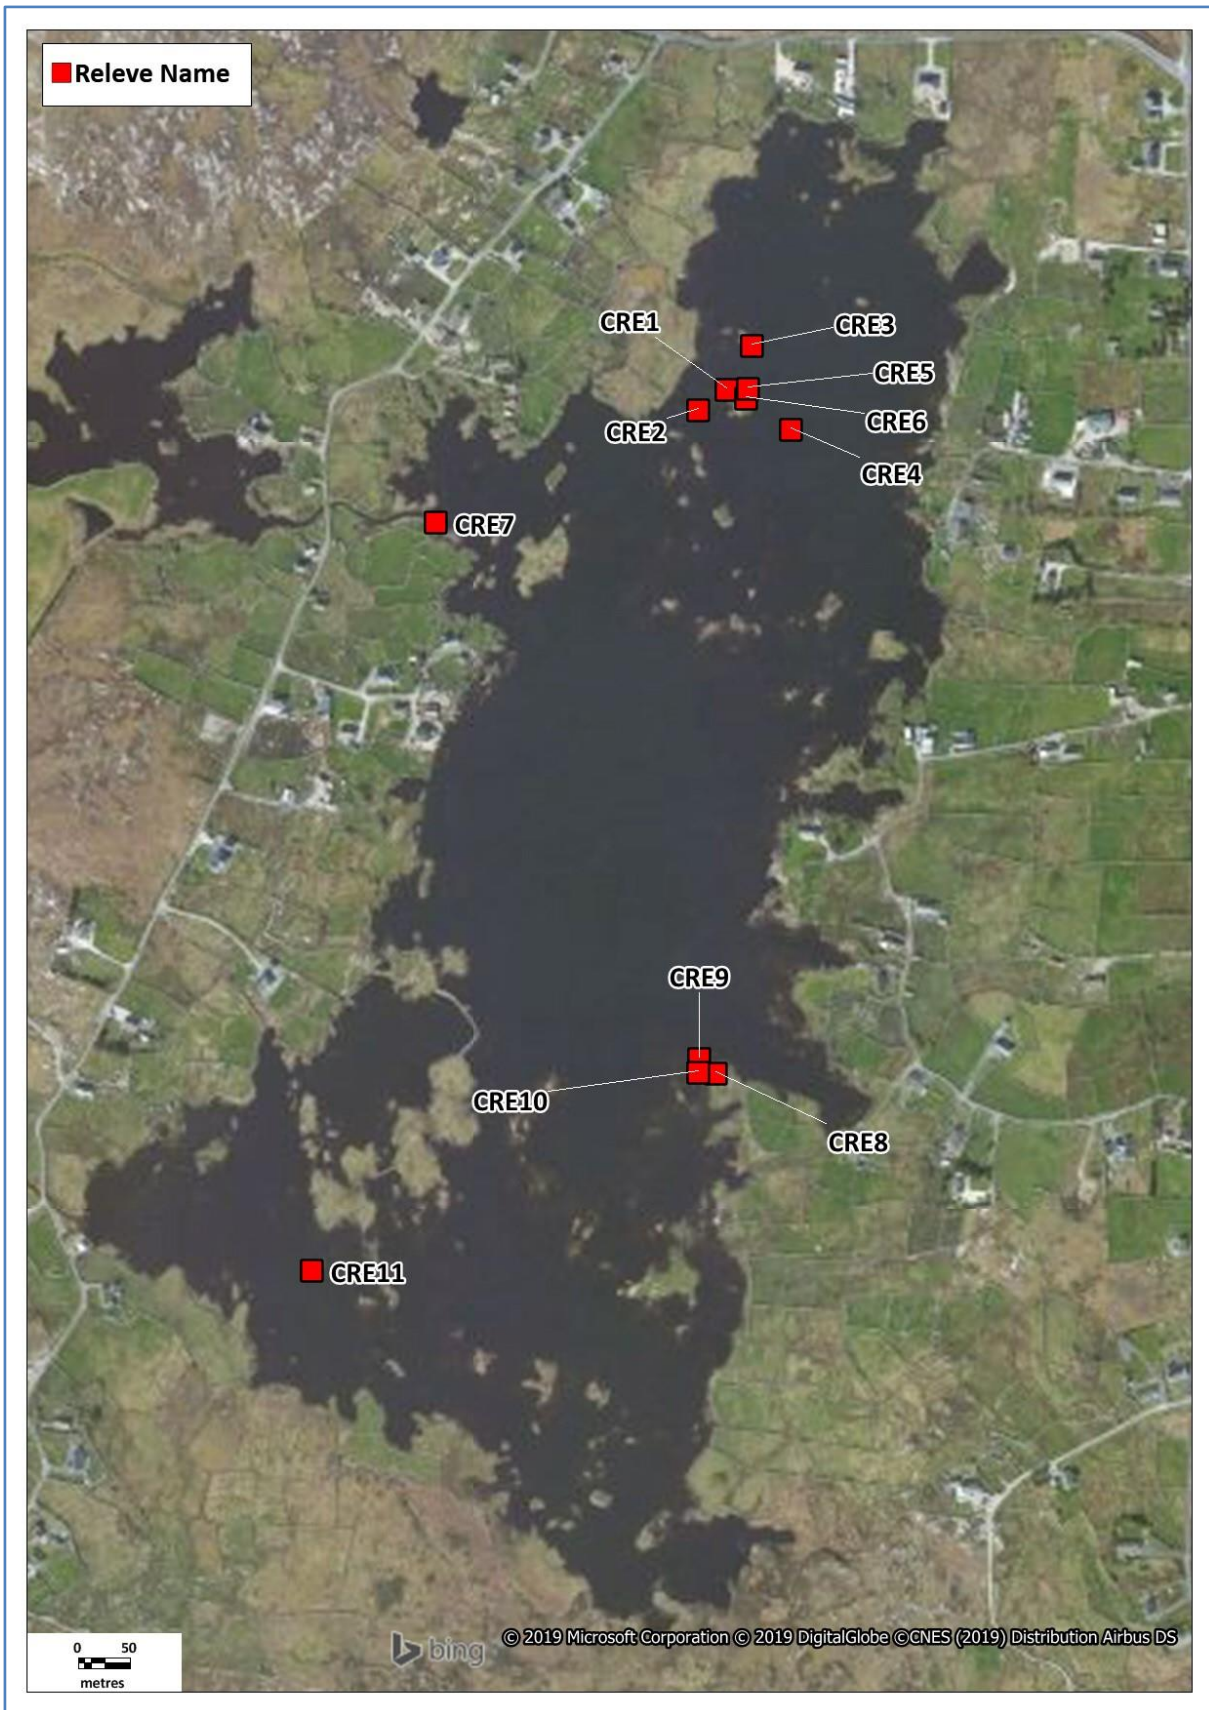 Releve Name
CRE1
CRE3
CRE5
CRE6
CRE2
CRE4
CRE7
CRE9
CRE10
CRE8
CRE11
0 50
metres
bing
© 2019 Microsoft Corporation © 2019 DigitalGlobe ©CNES (2019) Distribution Airbus DS